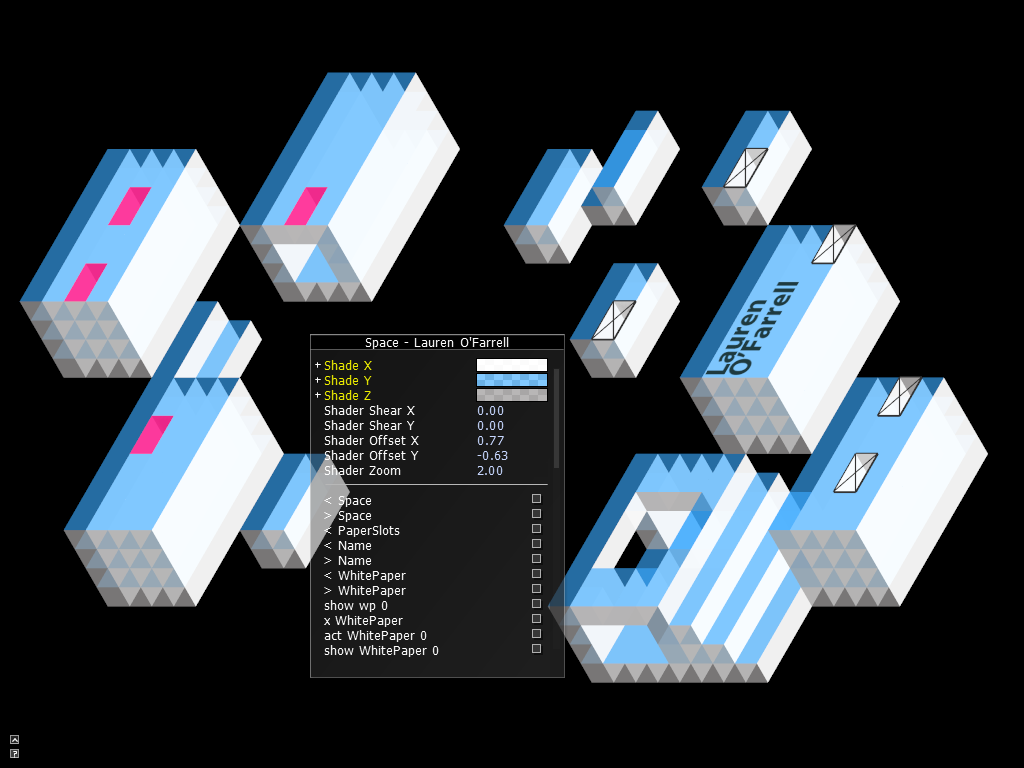 Lauren
O'Farrell
Space - Lauren O'Farrell
+ Shade X
+ Shade Y
+ Shade Z
Shader Shear X 0.00
Shader Shear Y 0.00
Shader Offset X 0.77
Shader Offset Y -0.63
Shader Zoom 2.00
< Space
> Space
< PaperSlots
< Name
> Name
< WhitePaper
> WhitePaper
show wp 0
x WhitePaper
act WhitePaper 0
show WhitePaper 0
?